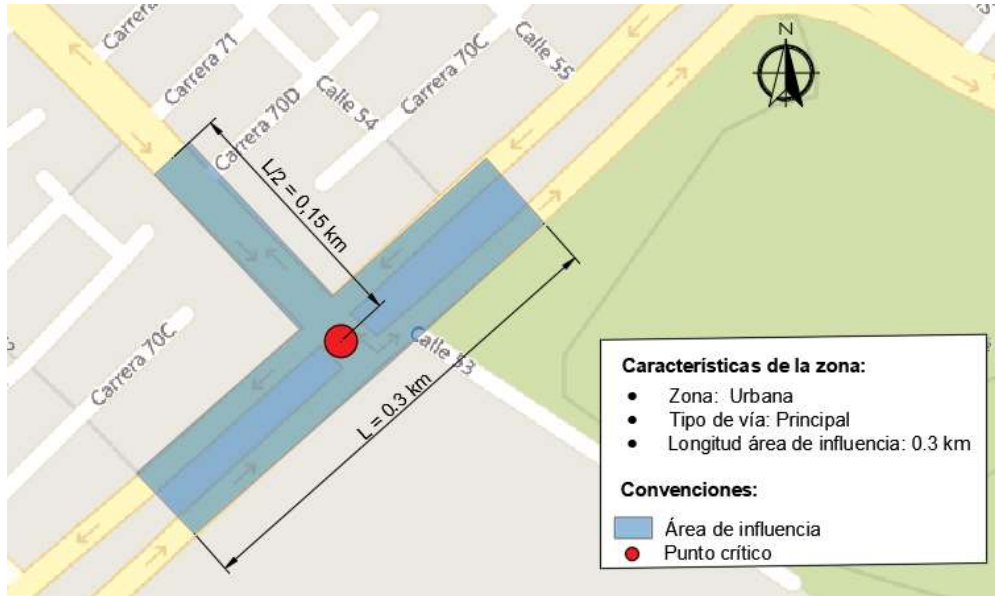 Carrera 71
Carrera 70D
Calle 54
Carrera 70C
Calle 55
N
L/2 = 0,15 km
Carrera 70C
Calle 53
L = 0.3 km
Características de la zona:
• Zona: Urbana
• Tipo de vía: Principal
• Longitud área de influencia: 0.3 km
Convenciones:
Área de influencia
Punto crítico